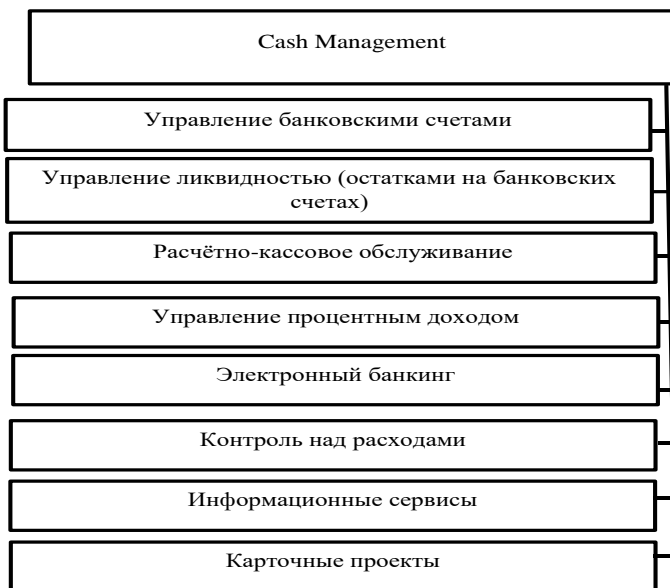 Cash Management
Управление банковскими счетами
Управление ликвидностью (остатками на банковских
счетах)
Расчётно-кассовое обслуживание
Управление процентным доходом
Электронный банкинг
Контроль над расходами
Информационные сервисы
Карточные проекты